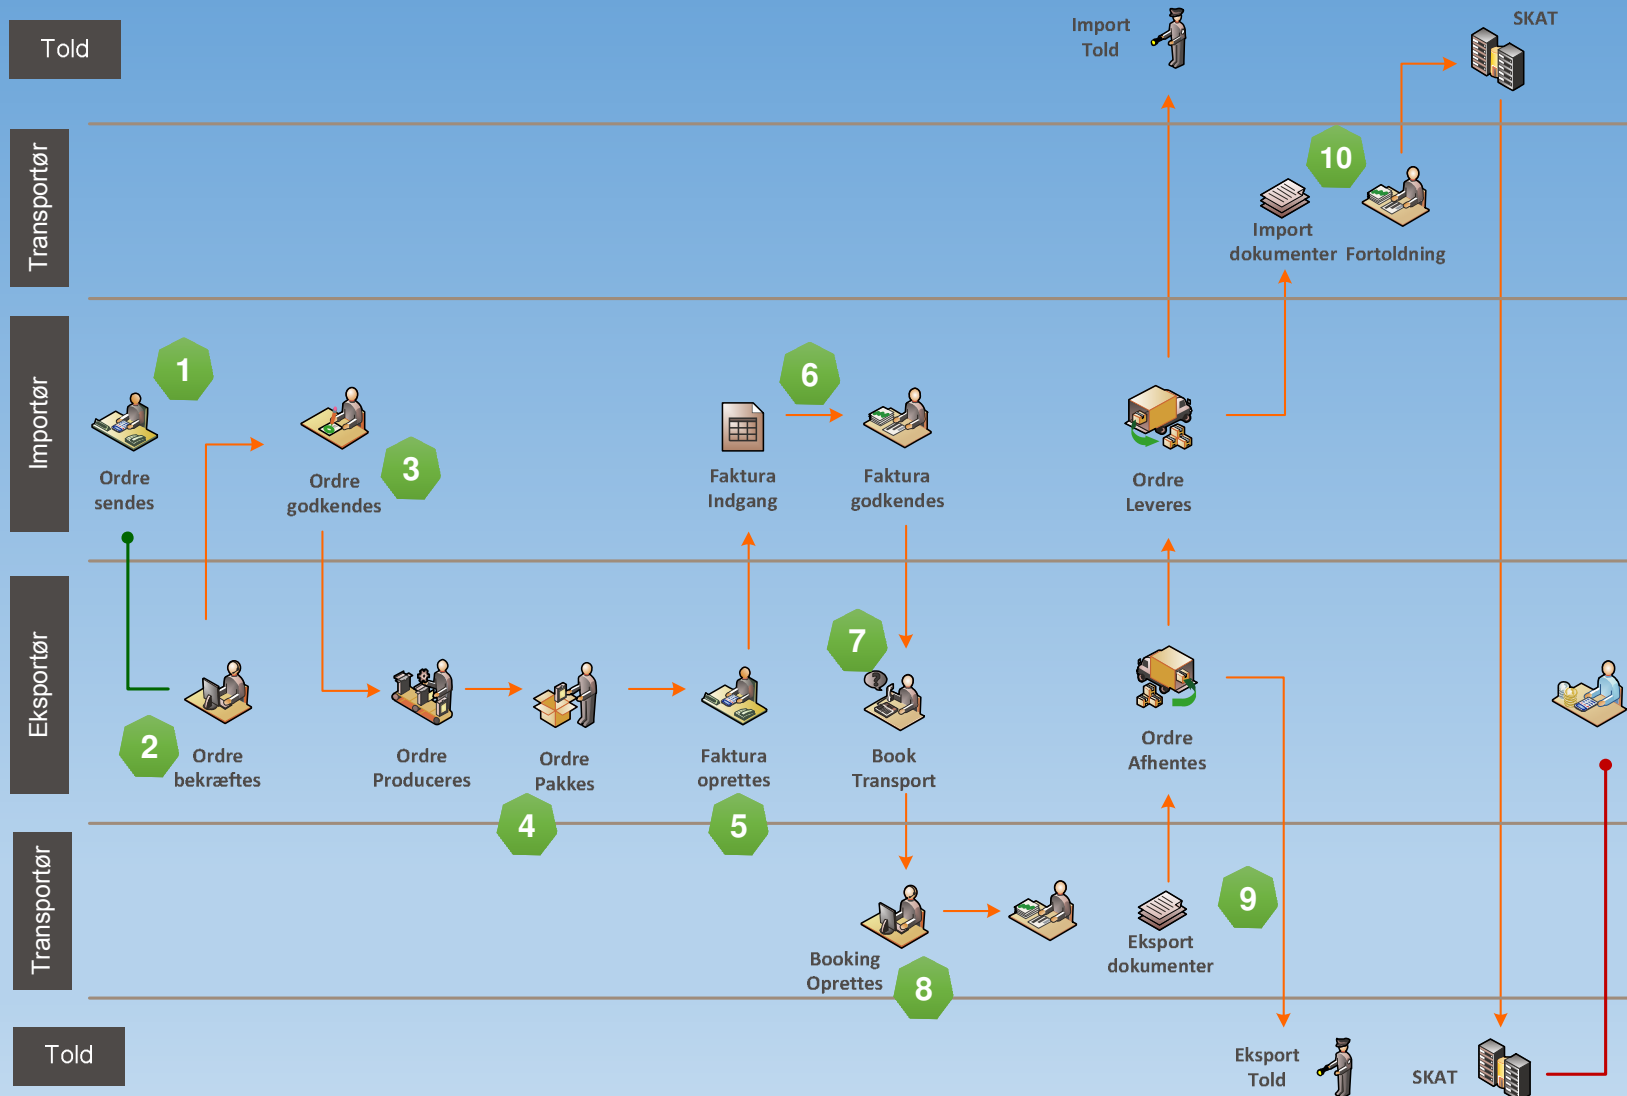 Told
Import
Told
SKAT
Transportør
10
Import
dokumenter
Fortoldning
Importør
1
Ordre
sendes
Ordre
godkendes
3
Faktura
Indgang
6
Faktura
godkendes
Ordre
Leveres
Eksportør
2
Ordre
bekræftes
Ordre
Produceres
Ordre
Pakkes
4
Faktura
oprettes
5
7
?
Book
Transport
Ordre
Afhentes
Transportør
Booking
Oprettes
8
Eksport
dokumenter
9
Told
Eksport
Told
SKAT